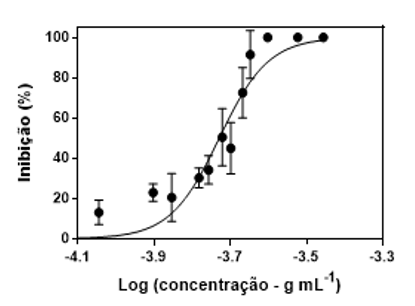 Inibição (%)
100
80
60
40
20
0
-4.1 -3.9 -3.7 -3.5 -3.3
Log (concentração - g mL⁻¹)